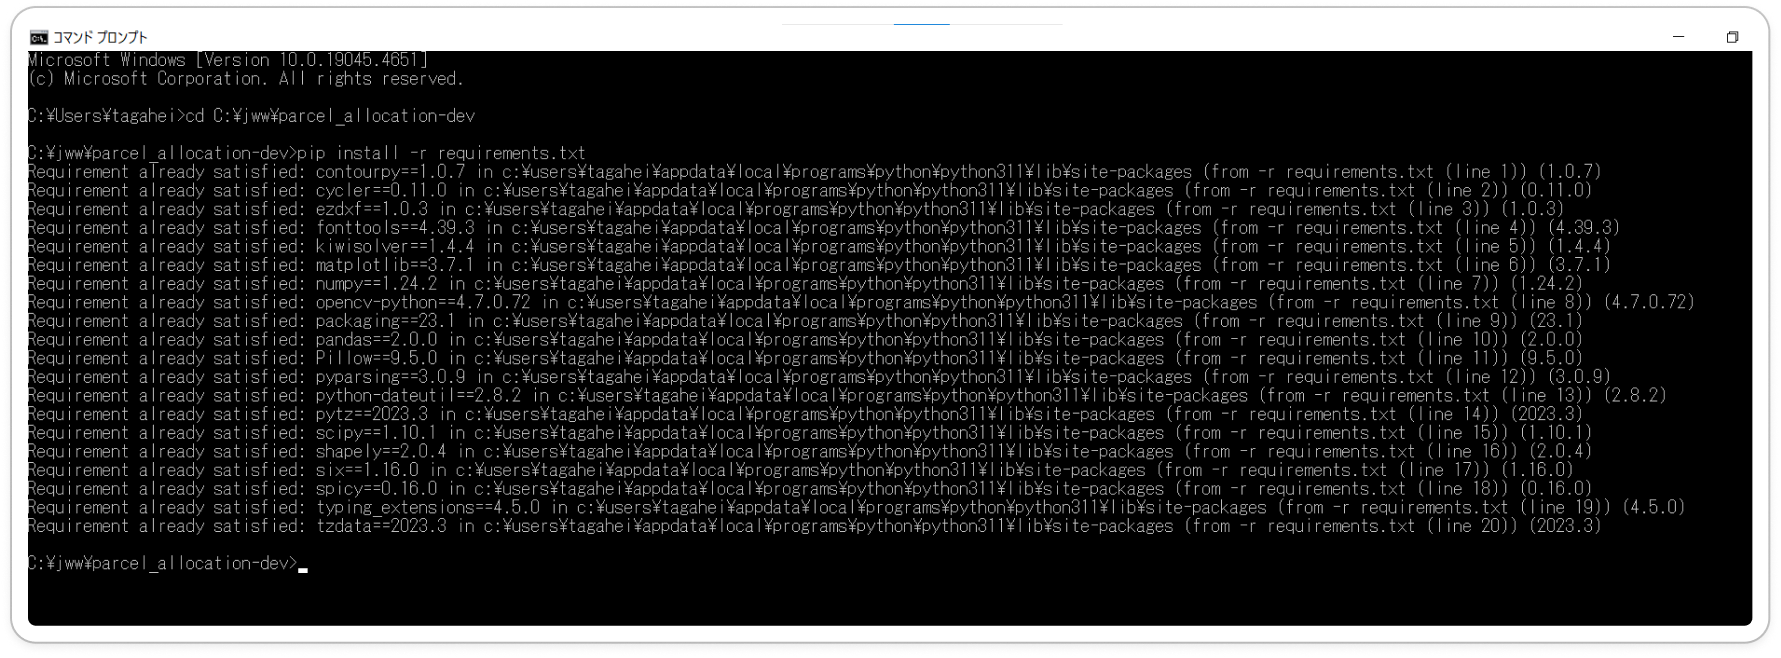 コマンド プロンプト
Microsoft Windows [Version 10.0.19045.4651]
(c) Microsoft Corporation. All rights reserved.
C:¥Users¥tagahei>cd C:¥jww¥parcel_allocation-dev
C:¥jww¥parcel_allocation-dev>pip install -r requirements.txt
Requirement already satisfied: contourpy==1.0.7 in c:¥users¥tagahei¥appdata¥local¥programs¥python¥python311¥lib¥site-packages (from -r requirements.txt (line 1)) (1.0.7)
Requirement already satisfied: cycler==0.11.0 in c:¥users¥tagahei¥appdata¥local¥programs¥python¥python311¥lib¥site-packages (from -r requirements.txt (line 2)) (0.11.0)
Requirement already satisfied: ezdxf==1.0.3 in c:¥users¥tagahei¥appdata¥local¥programs¥python¥python311¥lib¥site-packages (from -r requirements.txt (line 3)) (1.0.3)
Requirement already satisfied: fonttools==4.39.3 in c:¥users¥tagahei¥appdata¥local¥programs¥python¥python311¥lib¥site-packages (from -r requirements.txt (line 4)) (4.39.3)
Requirement already satisfied: kiwisolver==1.4.4 in c:¥users¥tagahei¥appdata¥local¥programs¥python¥python311¥lib¥site-packages (from -r requirements.txt (line 5)) (1.4.4)
Requirement already satisfied: matplotlib==3.7.1 in c:¥users¥tagahei¥appdata¥local¥programs¥python¥python311¥lib¥site-packages (from -r requirements.txt (line 6)) (3.7.1)
Requirement already satisfied: numpy==1.24.2 in c:¥users¥tagahei¥appdata¥local¥programs¥python¥python311¥lib¥site-packages (from -r requirements.txt (line 7)) (1.24.2)
Requirement already satisfied: opencv-python==4.7.0.72 in c:¥users¥tagahei¥appdata¥local¥programs¥python¥python311¥lib¥site-packages (from -r requirements.txt (line 8)) (4.7.0.72)
Requirement already satisfied: packaging==23.1 in c:¥users¥tagahei¥appdata¥local¥programs¥python¥python311¥lib¥site-packages (from -r requirements.txt (line 9)) (23.1)
Requirement already satisfied: pandas==2.0.0 in c:¥users¥tagahei¥appdata¥local¥programs¥python¥python311¥lib¥site-packages (from -r requirements.txt (line 10)) (2.0.0)
Requirement already satisfied: Pillow==9.5.0 in c:¥users¥tagahei¥appdata¥local¥programs¥python¥python311¥lib¥site-packages (from -r requirements.txt (line 11)) (9.5.0)
Requirement already satisfied: pyparsing==3.0.9 in c:¥users¥tagahei¥appdata¥local¥programs¥python¥python311¥lib¥site-packages (from -r requirements.txt (line 12)) (3.0.9)
Requirement already satisfied: python-dateutil==2.8.2 in c:¥users¥tagahei¥appdata¥local¥programs¥python¥python311¥lib¥site-packages (from -r requirements.txt (line 13)) (2.8.2)
Requirement already satisfied: pytz==2023.3 in c:¥users¥tagahei¥appdata¥local¥programs¥python¥python311¥lib¥site-packages (from -r requirements.txt (line 14)) (2023.3)
Requirement already satisfied: scipy==1.10.1 in c:¥users¥tagahei¥appdata¥local¥programs¥python¥python311¥lib¥site-packages (from -r requirements.txt (line 15)) (1.10.1)
Requirement already satisfied: shapely==2.0.4 in c:¥users¥tagahei¥appdata¥local¥programs¥python¥python311¥lib¥site-packages (from -r requirements.txt (line 16)) (2.0.4)
Requirement already satisfied: six==1.16.0 in c:¥users¥tagahei¥appdata¥local¥programs¥python¥python311¥lib¥site-packages (from -r requirements.txt (line 17)) (1.16.0)
Requirement already satisfied: spicy==0.16.0 in c:¥users¥tagahei¥appdata¥local¥programs¥python¥python311¥lib¥site-packages (from -r requirements.txt (line 18)) (0.16.0)
Requirement already satisfied: typing_extensions==4.5.0 in c:¥users¥tagahei¥appdata¥local¥programs¥python¥python311¥lib¥site-packages (from -r requirements.txt (line 19)) (4.5.0)
Requirement already satisfied: tzdata==2023.3 in c:¥users¥tagahei¥appdata¥local¥programs¥python¥python311¥lib¥site-packages (from -r requirements.txt (line 20)) (2023.3)
C:¥jww¥parcel_allocation-dev>